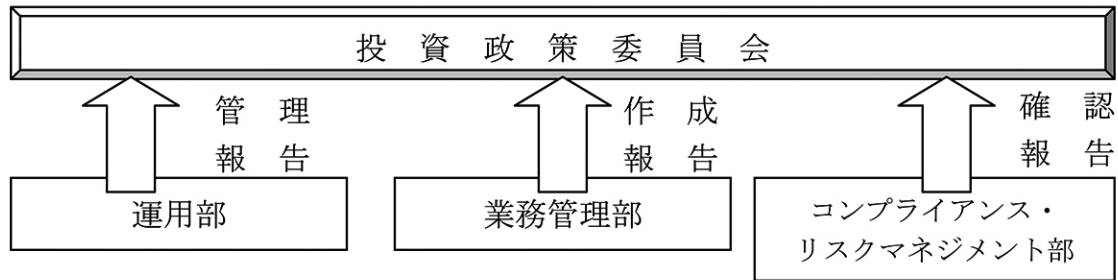 投資政策委員会
管理
報告
作成
報告
確認
報告
運用部
業務管理部
コンプライアンス・
リスクマネジメント部